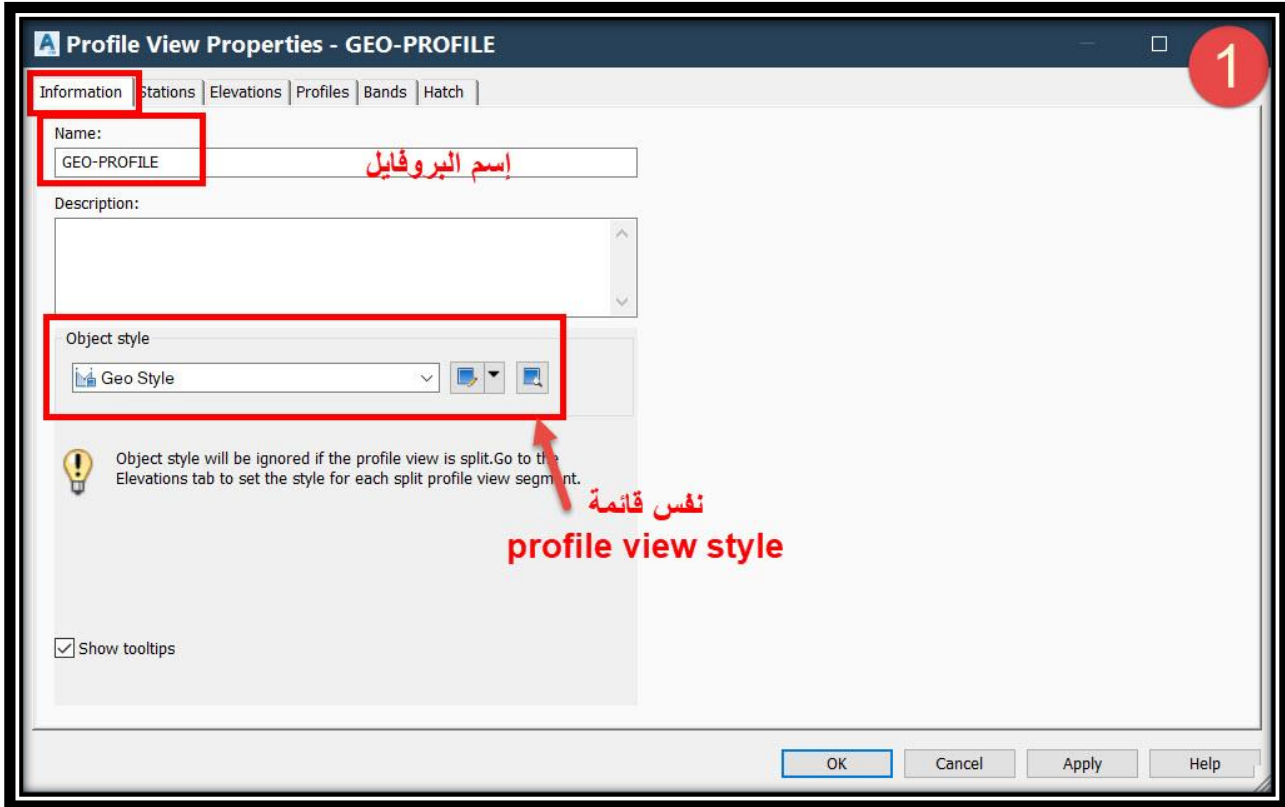 Profile View Properties - GEO-PROFILE
1
Information Stations Elevations Profiles Bands Hatch
Name:
GEO-PROFILE
إسم البروفايل
Description:
Object style
Geo Style
Object style will be ignored if the profile view is split.Go to the
Elevations tab to set the style for each split profile view segment.
نفس قائمة
profile view style
Show tooltips
OK Cancel Apply Help